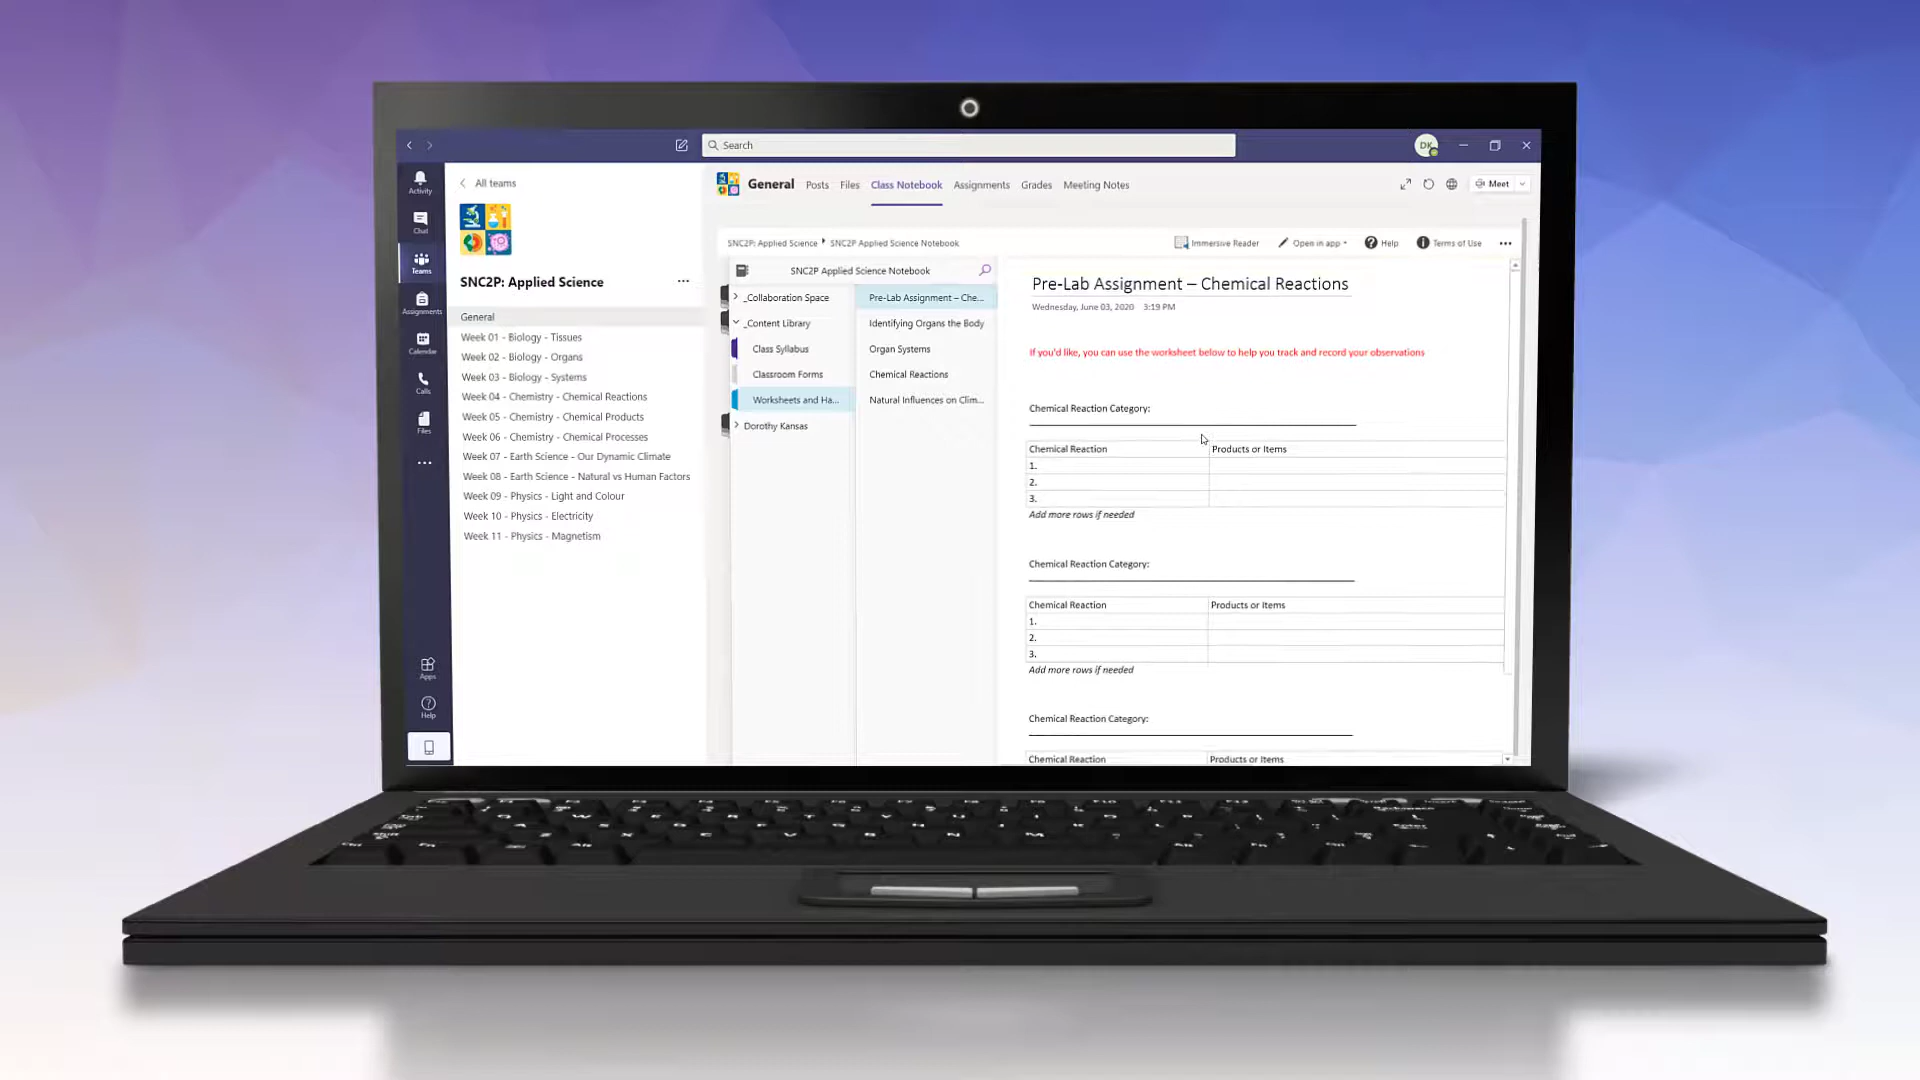 Search
DK
Activity
Chat
Teams
Assignments
Calendar
Calls
Files
Apps
Help
All teams
SNC2P: Applied Science
General
Week 01 - Biology - Tissues
Week 02 - Biology - Organs
Week 03 - Biology - Systems
Week 04 - Chemistry - Chemical Reactions
Week 05 - Chemistry - Chemical Products
Week 06 - Chemistry - Chemical Processes
Week 07 - Earth Science - Our Dynamic Climate
Week 08 - Earth Science - Natural vs Human Factors
Week 09 - Physics - Light and Colour
Week 10 - Physics - Electricity
Week 11 - Physics - Magnetism
General Posts Files Class Notebook Assignments Grades Meeting Notes
Meet
SNC2P: Applied Science SNC2P Applied Science Notebook
Immersive Reader Open in app Help Terms of Use
SNC2P Applied Science Notebook
_Collaboration Space
_Content Library
Class Syllabus
Classroom Forms
Worksheets and Ha...
Dorothy Kansas
Pre-Lab Assignment – Che...
Identifying Organs the Body
Organ Systems
Chemical Reactions
Natural Influences on Clim...
Pre-Lab Assignment – Chemical Reactions
Wednesday, June 03, 2020 3:19 PM
If you'd like, you can use the worksheet below to help you track and record your observations
Chemical Reaction Category:
Chemical Reaction Products or Items
1.
2.
3.
Add more rows if needed
Chemical Reaction Category:
Chemical Reaction Products or Items
1.
2.
3.
Add more rows if needed
Chemical Reaction Category:
Chemical Reaction Products or Items